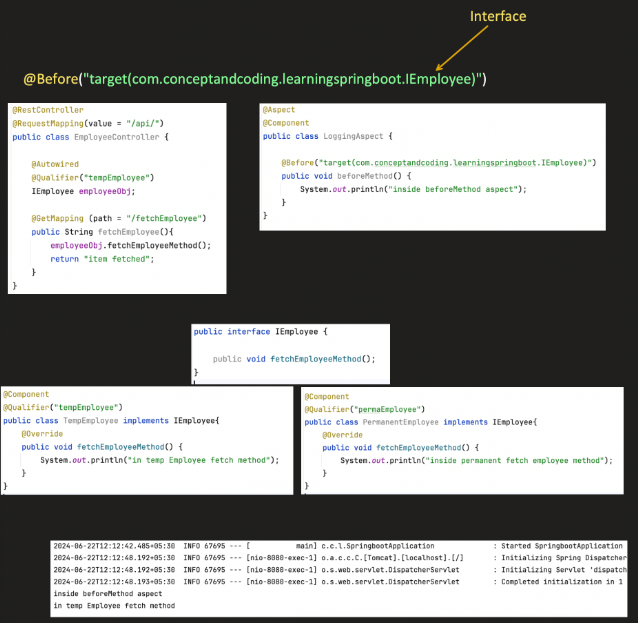 Interface
@Before("target(com.conceptandcoding.learningspringboot.IEmployee)")
@RestController
@RequestMapping(value = "/api/")
public class EmployeeController {
@Autowired
@Qualifier("tempEmployee")
IEmployee employeeObj;
@GetMapping (path = "/fetchEmployee")
public String fetchEmployee(){
employeeObj.fetchEmployeeMethod();
return "item fetched";
}
}
@Aspect
@Component
public class LoggingAspect {
@Before("target(com.conceptandcoding.learningspringboot.IEmployee)")
public void beforeMethod() {
System.out.println("inside beforeMethod aspect");
}
}
public interface IEmployee {
public void fetchEmployeeMethod();
}
@Component
@Qualifier("tempEmployee")
public class TempEmployee implements IEmployee{
@Override
public void fetchEmployeeMethod() {
System.out.println("in temp Employee fetch method");
}
}
@Component
@Qualifier("permaEmployee")
public class PermanentEmployee implements IEmployee{
@Override
public void fetchEmployeeMethod() {
System.out.println("inside permanent fetch employee method");
}
}
2024-06-22T12:12:42.485+05:30 INFO 67695 --- [ main] c.c.l.SpringbootApplication : Started SpringbootApplication
2024-06-22T12:12:48.192+05:30 INFO 67695 --- [nio-8080-exec-1] o.a.c.c.C.[Tomcat].[localhost].[/] : Initializing Spring Dispatcher
2024-06-22T12:12:48.192+05:30 INFO 67695 --- [nio-8080-exec-1] o.s.web.servlet.DispatcherServlet : Initializing Servlet 'dispatch
2024-06-22T12:12:48.193+05:30 INFO 67695 --- [nio-8080-exec-1] o.s.web.servlet.DispatcherServlet : Completed initialization in 1
inside beforeMethod aspect
in temp Employee fetch method